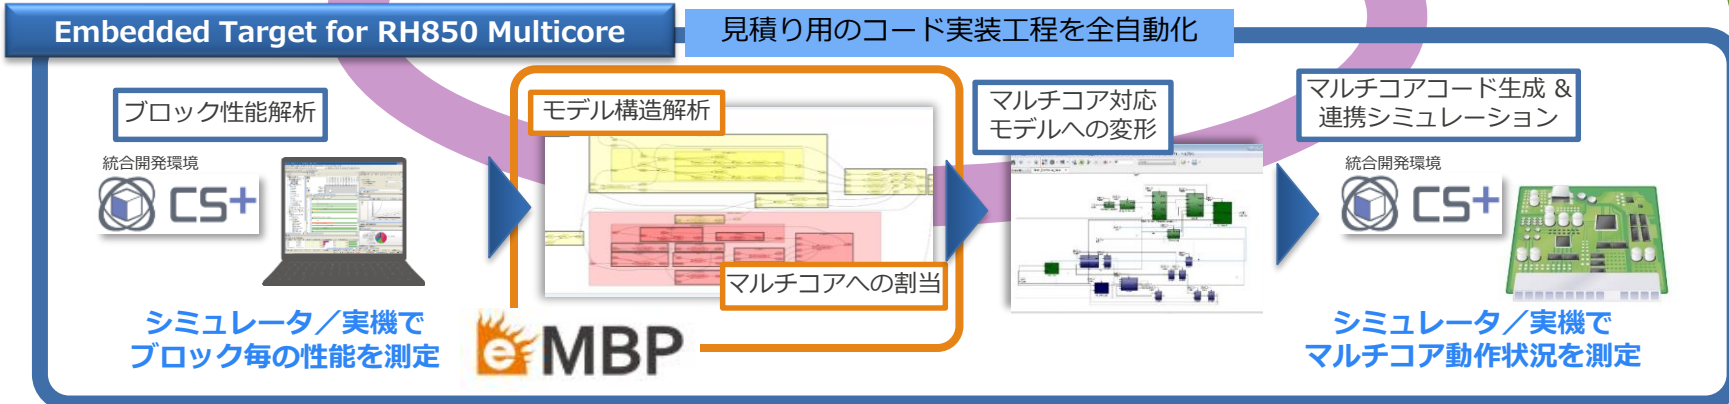 Embedded Target for RH850 Multicore
見積り用のコード実装工程を全自動化
ブロック性能解析
統合開発環境
CS+
シミュレータ／実機で
ブロック毎の性能を測定
モデル構造解析
マルチコアへの割当
eMBP
マルチコア対応
モデルへの変形
マルチコアコード生成 &
連携シミュレーション
統合開発環境
CS+
シミュレータ／実機で
マルチコア動作状況を測定